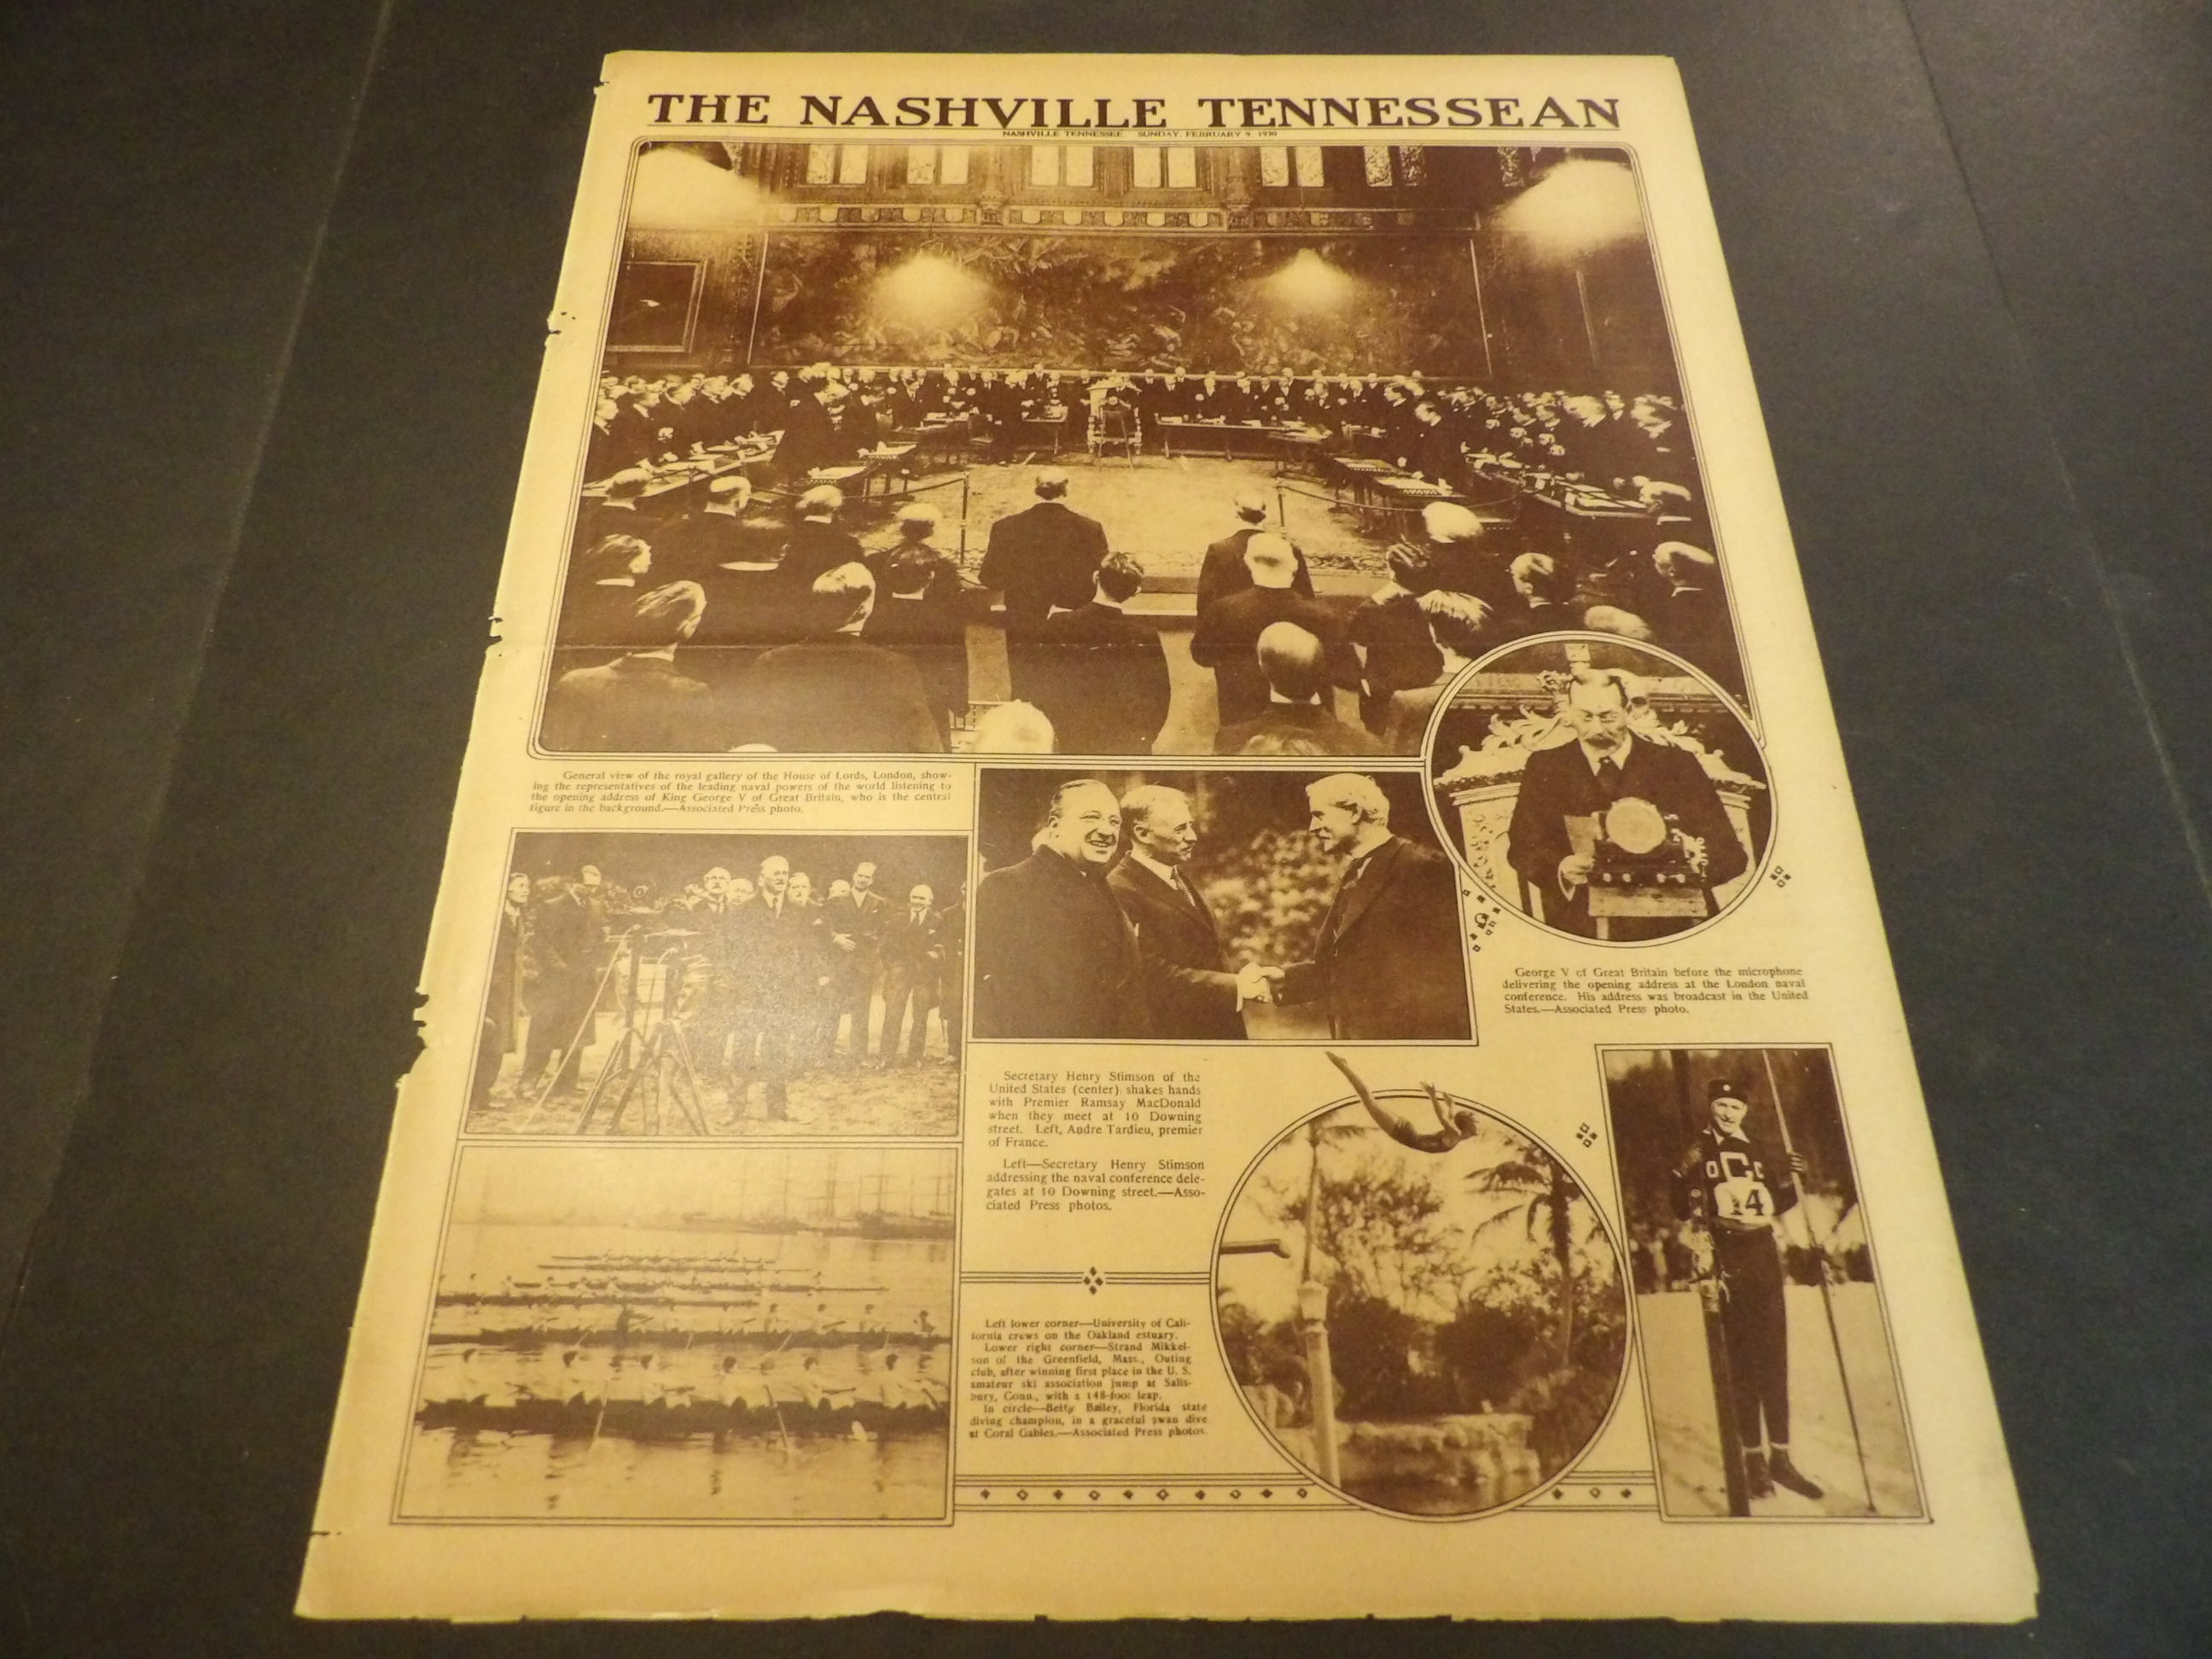 THE NASHVILLE TENNESSEAN
NASHVILLE TENNESSEE SUNDAY, FEBRUARY 9 1930
General view of the royal gallery of the House of Lords, London, show-
ing the representatives of the leading naval powers of the world listening to
the opening address of King George V of Great Britain, who is the central
figure in the background.—Associated Press photo.
George V of Great Britain before the microphone
delivering the opening address at the London naval
conference. His address was broadcast in the United
States.—Associated Press photo.
Secretary Henry Stimson of the
United States (center) shakes hands
with Premier Ramsay MacDonald
when they meet at 10 Downing
street. Left, Andre Tardieu, premier
of France.
Left—Secretary Henry Stimson
addressing the naval conference dele-
gates at 10 Downing street.—Asso-
ciated Press photos.
Left lower corner—University of Cali-
fornia crews on the Oakland estuary.
Lower right corner—Strand Mikkel-
son of the Greenfield, Mass., Outing
club, after winning first place in the U. S.
amateur ski association jump at Salis-
bury, Conn., with a 148-foot leap.
In circle—Betty Bailey, Florida state
diving champion, in a graceful swan dive
at Coral Gables.—Associated Press photos.
OCC
14